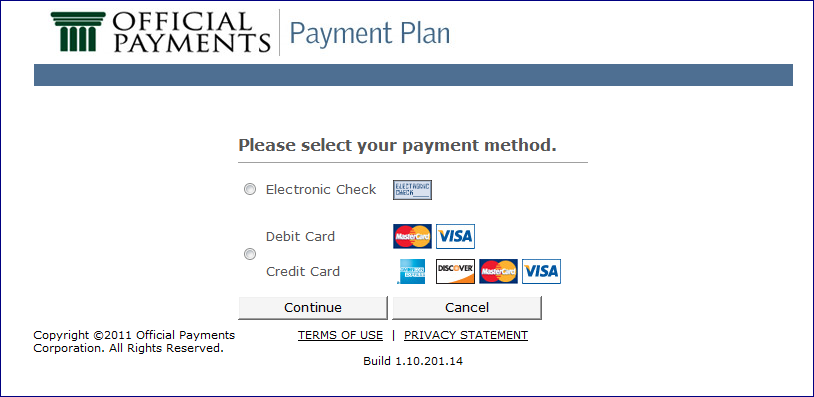 OFFICIAL
PAYMENTS
Payment Plan
Please select your payment method.
Electronic Check
ELECTRONIC
CHECK
Debit Card
MasterCard VISA
Credit Card
AMERICAN EXPRESS DISCOVER MasterCard VISA
Continue Cancel
Copyright ©2011 Official Payments
Corporation. All Rights Reserved.
TERMS OF USE | PRIVACY STATEMENT
Build 1.10.201.14